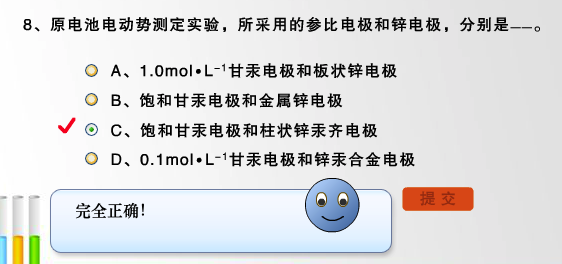 8、原电池电动势测定实验，所采用的参比电极和锌电极，分别是——。
A、1.0mol•L⁻¹甘汞电极和板状锌电极
B、饱和甘汞电极和金属锌电极
C、饱和甘汞电极和柱状锌汞齐电极
D、0.1mol•L⁻¹甘汞电极和锌汞合金电极
提 交
完全正确！